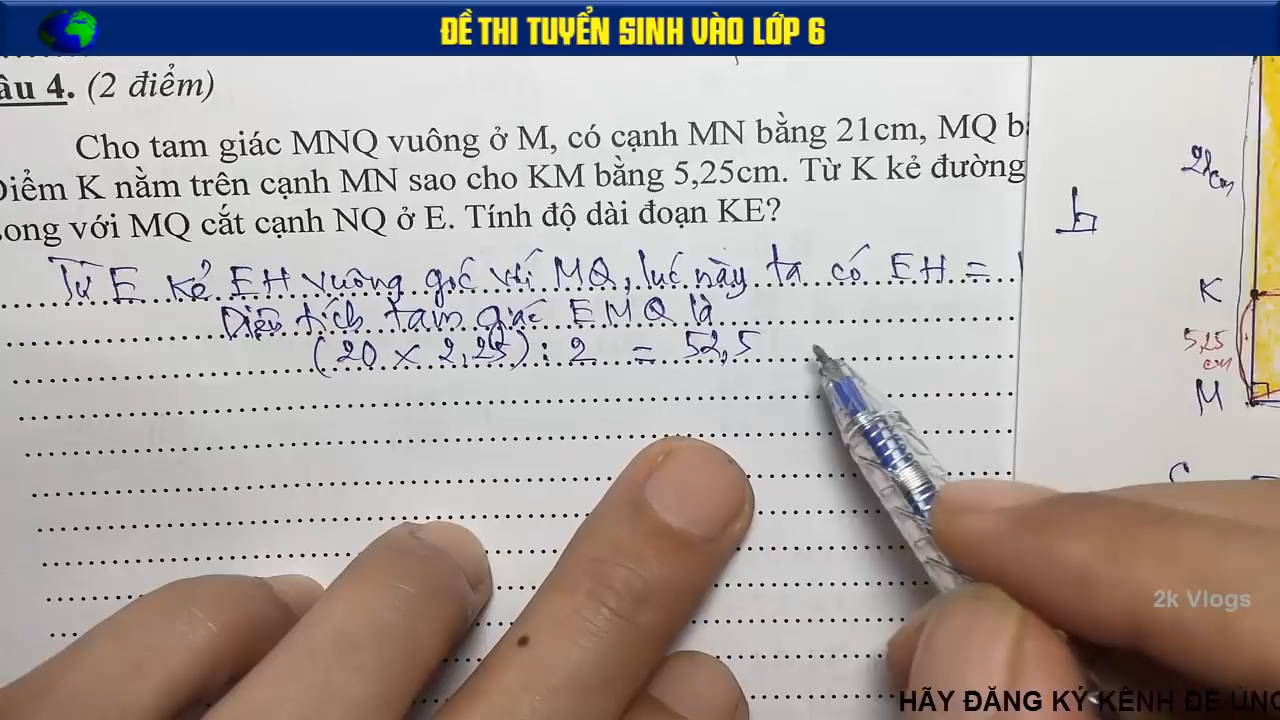 ĐỀ THI TUYỂN SINH VÀO LỚP 6
âu 4. (2 điểm)
Cho tam giác MNQ vuông ở M, có cạnh MN bằng 21cm, MQ b
Điểm K nằm trên cạnh MN sao cho KM bằng 5,25cm. Từ K kẻ đường
song với MQ cắt cạnh NQ ở E. Tính độ dài đoạn KE?
Từ E kẻ EH vuông góc với MQ, lúc này ta có EH =
Diện tích tam giác EMQ là
(20 x 2,25) : 2 = 52,5
21 cm
h
K
5,25
cm
M
2k Vlogs
HÃY ĐĂNG KÝ KÊNH ĐỂ ỦNG